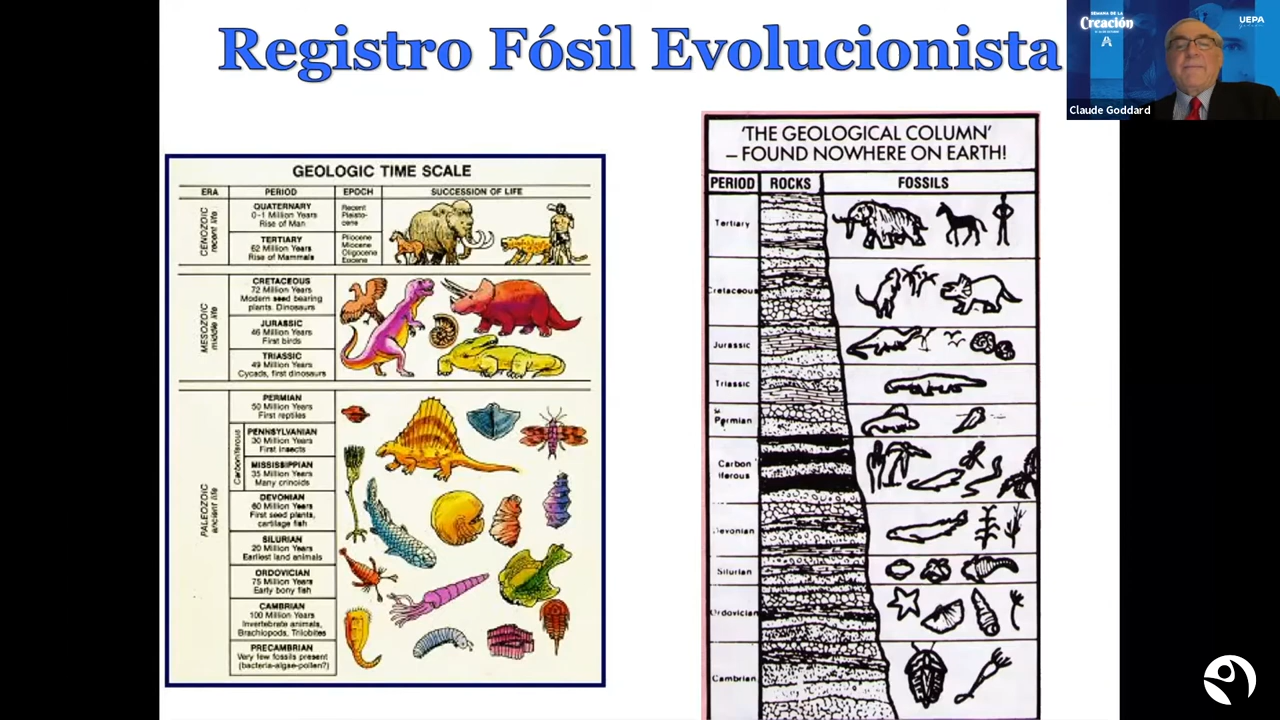 Registro Fósil Evolucionista
SEMANA DE LA
Creación
UEPA
Claude Goddard
GEOLOGIC TIME SCALE
ERA PERIOD EPOCH SUCCESSION OF LIFE
CENOZOIC
recent life
QUATERNARY
0-1 Million Years
Rise of Man
Recent
Pleisto-
cene
TERTIARY
62 Million Years
Rise of Mammals
Pliocene
Miocene
Oligocene
Eocene
MESOZOIC
middle life
CRETACEOUS
72 Million Years
Modern seed bearing
plants. Dinosaurs
JURASSIC
46 Million Years
First birds
TRIASSIC
49 Million Years
Cycads, first dinosaurs
PALEOZOIC
ancient life
PERMIAN
50 Million Years
First reptiles
Carboniferous
PENNSYLVANIAN
30 Million Years
First insects
MISSISSIPPIAN
35 Million Years
Many crinoids
DEVONIAN
60 Million Years
First seed plants,
cartilage fish
SILURIAN
20 Million Years
Earliest land animals
ORDOVICIAN
75 Million Years
Early bony fish
CAMBRIAN
100 Million Years
Invertebrate animals,
Brachiopods, Trilobites
PRECAMBRIAN
Very few fossils present
(bacteria-algae-pollen?)
'THE GEOLOGICAL COLUMN'
– FOUND NOWHERE ON EARTH!
PERIOD ROCKS FOSSILS
Tertiary
Cretaceous
Jurassic
Triassic
Permian
Carbon
iferous
Devonian
Silurian
Ordovician
Cambrian